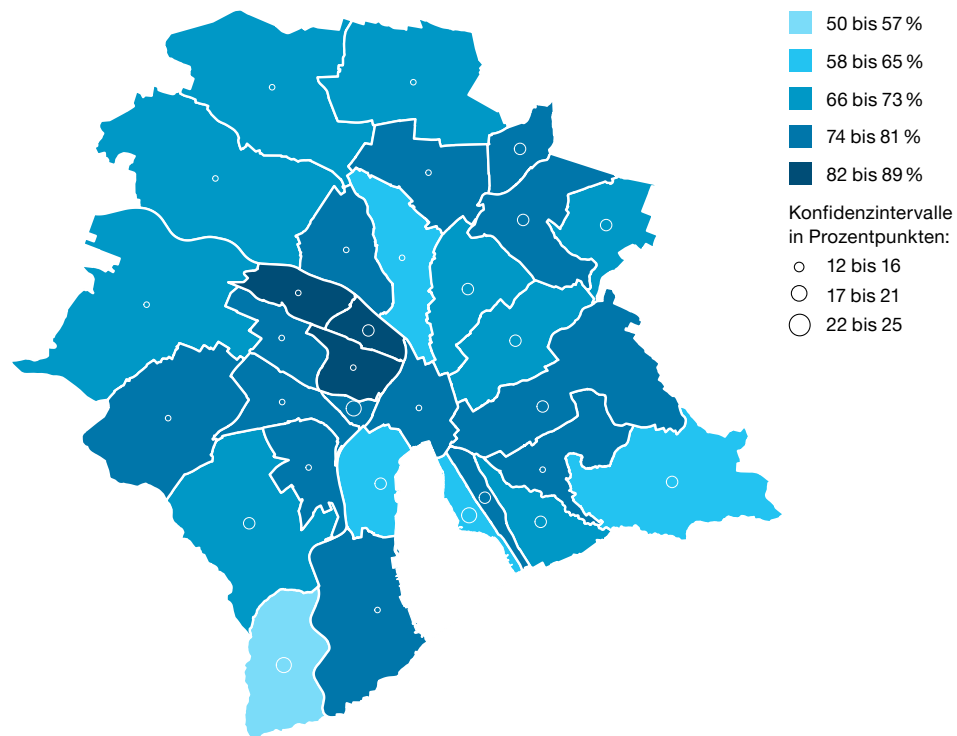 50 bis 57 %
58 bis 65 %
66 bis 73 %
74 bis 81 %
82 bis 89 %
Konfidenzintervalle
in Prozentpunkten:
12 bis 16
17 bis 21
22 bis 25